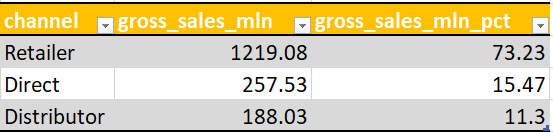 channel gross_sales_mln gross_sales_mln_pct
Retailer 1219.08 73.23
Direct 257.53 15.47
Distributor 188.03 11.3